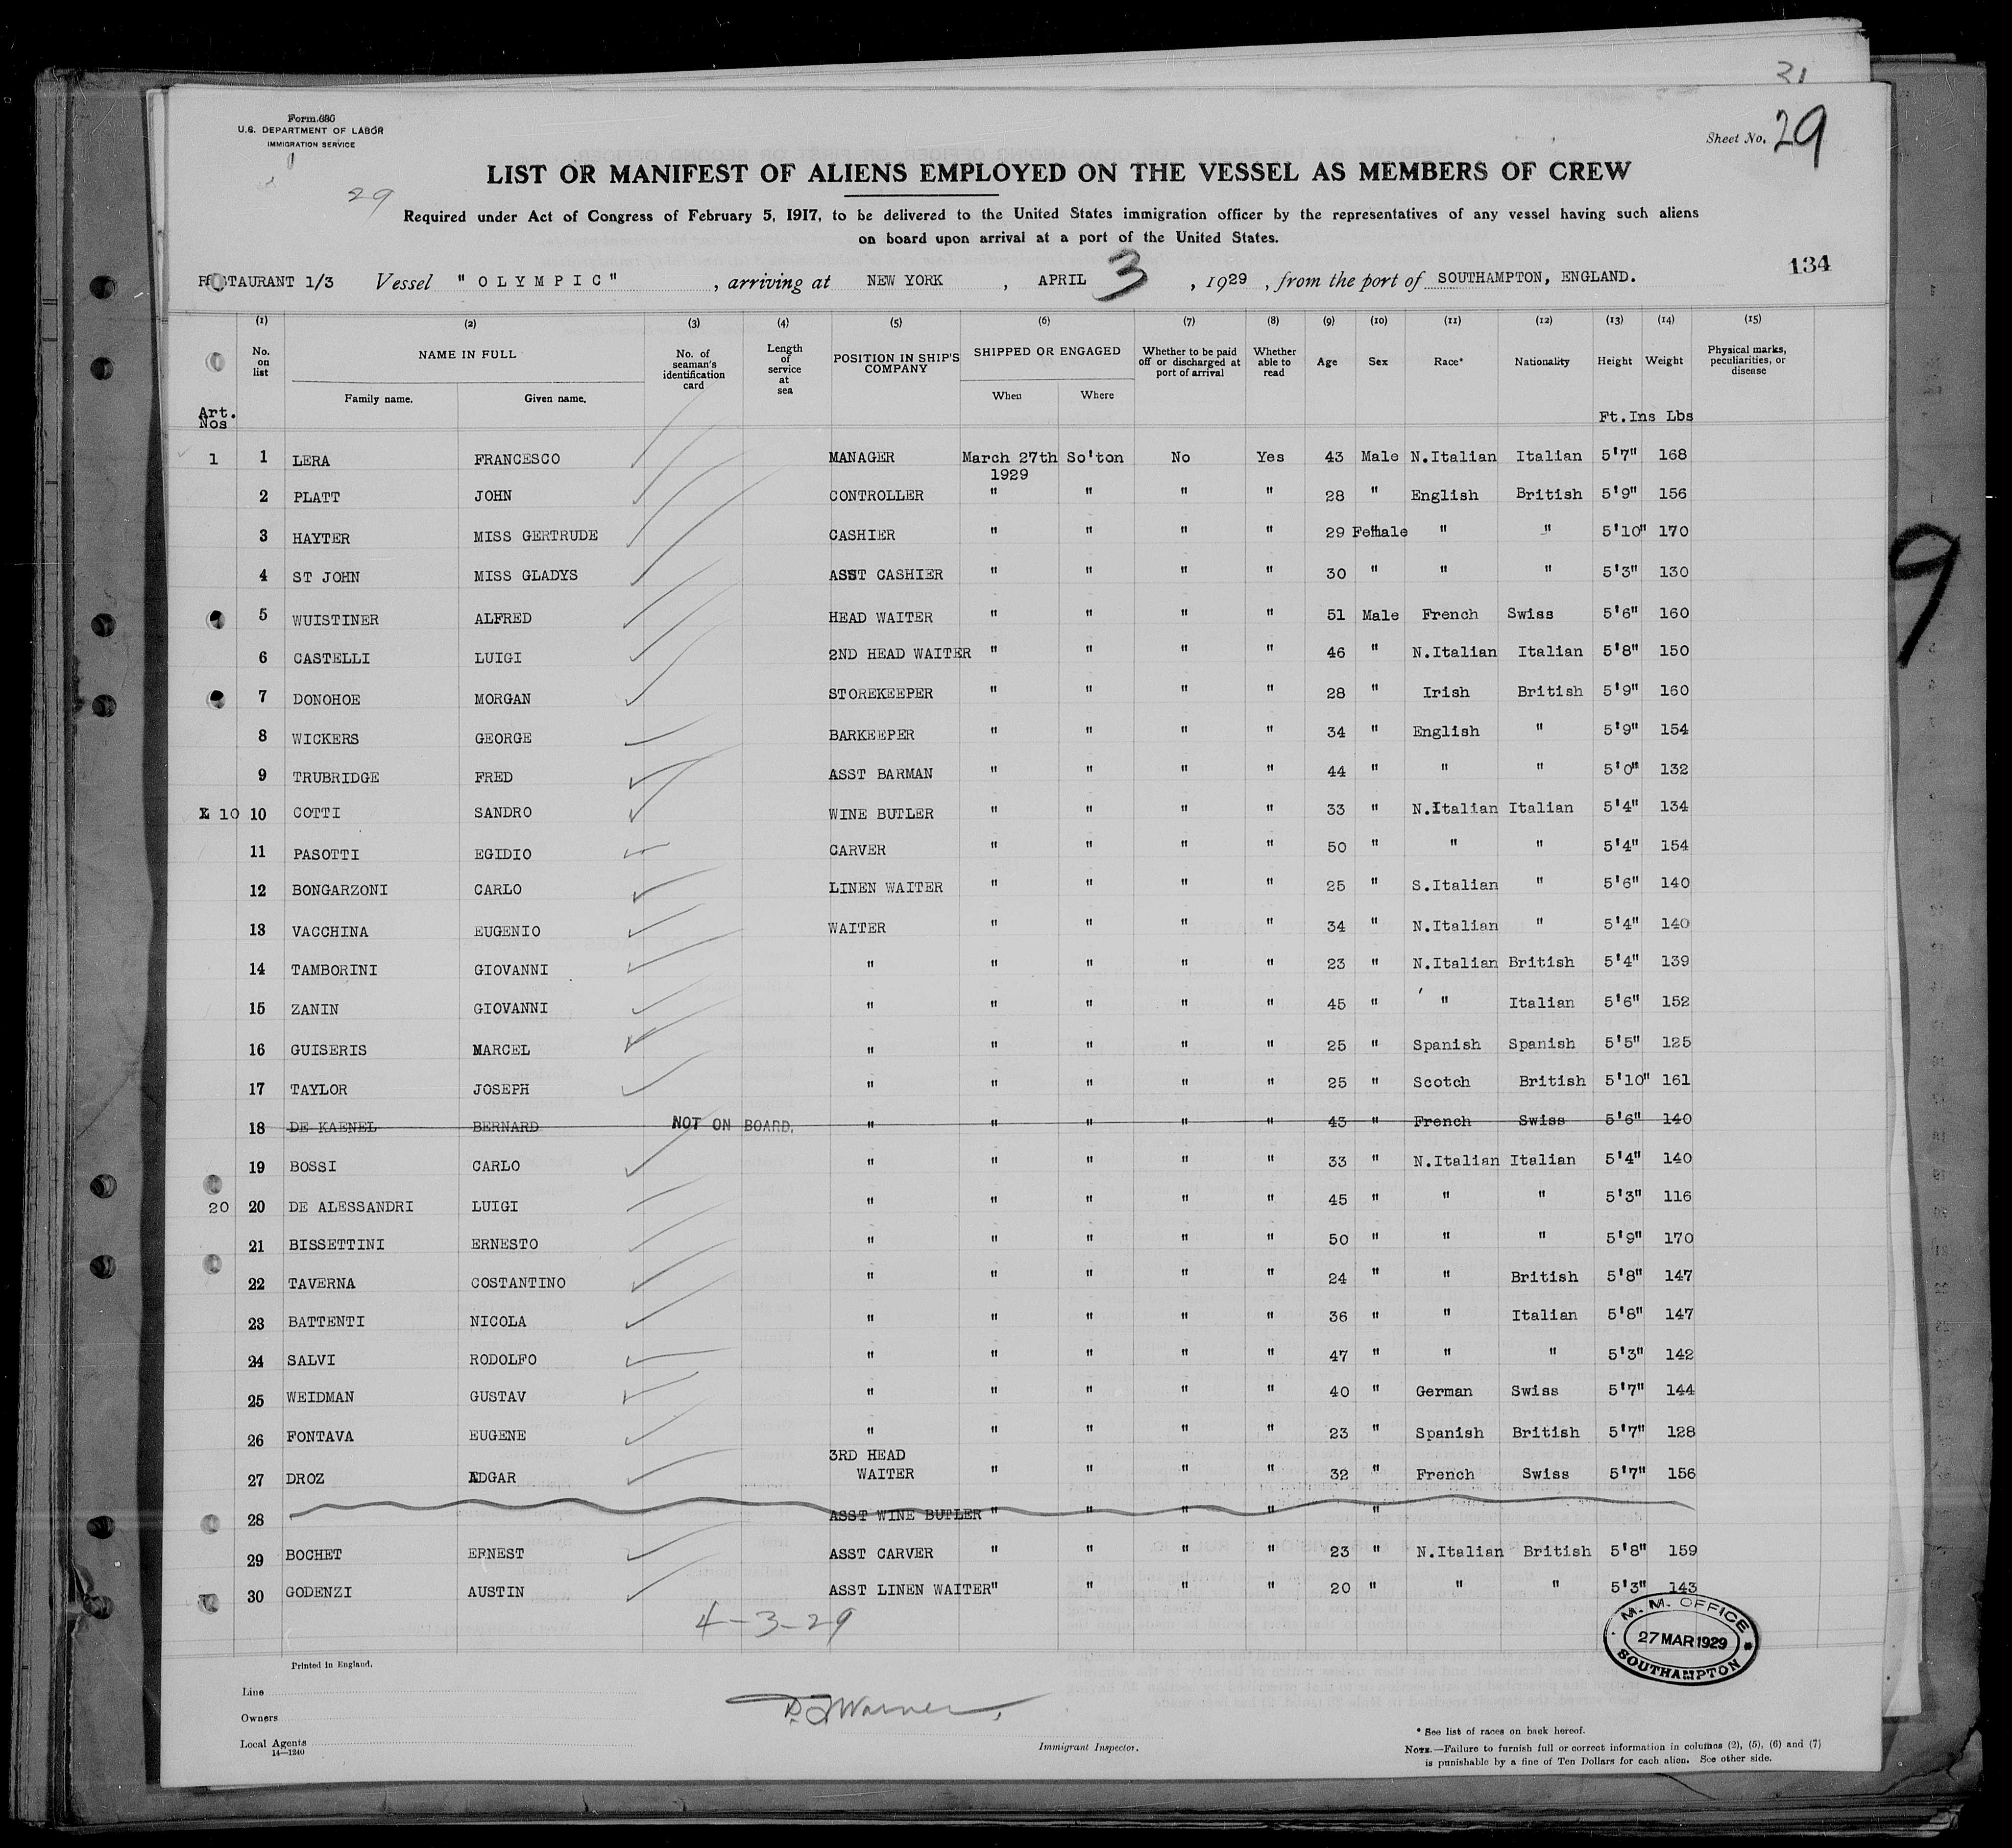 31
Form 680
U.S. DEPARTMENT OF LABOR
IMMIGRATION SERVICE
Sheet No. 29
LIST OR MANIFEST OF ALIENS EMPLOYED ON THE VESSEL AS MEMBERS OF CREW
29
Required under Act of Congress of February 5, 1917, to be delivered to the United States immigration officer by the representatives of any vessel having such aliens
on board upon arrival at a port of the United States.
134
RESTAURANT 1/3 Vessel "OLYMPIC", arriving at NEW YORK, APRIL 3, 1929, from the port of SOUTHAMPTON, ENGLAND.
(1) (2) (3) (4) (5) (6) (7) (8) (9) (10) (11) (12) (13) (14) (15)
No. on list NAME IN FULL Family name. Given name. No. of seaman's identification card Length of service at sea POSITION IN SHIP'S COMPANY SHIPPED OR ENGAGED When Where Whether to be paid off or discharged at port of arrival Whether able to read Age Sex Race* Nationality Height Weight Physical marks, peculiarities, or disease
Art. Nos Ft.Ins Lbs
1 1 LERA FRANCESCO MANAGER March 27th 1929 So'ton No Yes 43 Male N.Italian Italian 5'7" 168
2 PLATT JOHN CONTROLLER " " " " 28 " English British 5'9" 156
3 HAYTER MISS GERTRUDE CASHIER " " " " 29 Female " " 5'10" 170
4 ST JOHN MISS GLADYS ASST CASHIER " " " " 30 " " " 5'3" 130
5 WUISTINER ALFRED HEAD WAITER " " " " 51 Male French Swiss 5'6" 160
6 CASTELLI LUIGI 2ND HEAD WAITER " " " " 46 " N.Italian Italian 5'8" 150
7 DONOHOE MORGAN STOREKEEPER " " " " 28 " Irish British 5'9" 160
8 WICKERS GEORGE BARKEEPER " " " " 34 " English " 5'9" 154
9 TRUBRIDGE FRED ASST BARMAN " " " " 44 " " " 5'0" 132
10 10 COTTI SANDRO WINE BUTLER " " " " 33 " N.Italian Italian 5'4" 134
11 PASOTTI EGIDIO CARVER " " " " 50 " " " 5'4" 154
12 BONGARZONI CARLO LINEN WAITER " " " " 25 " S.Italian " 5'6" 140
13 VACCHINA EUGENIO WAITER " " " " 34 " N.Italian " 5'4" 140
14 TAMBORINI GIOVANNI " " " " " 23 " N.Italian British 5'4" 139
15 ZANIN GIOVANNI " " " " " 45 " " Italian 5'6" 152
16 GUISERIS MARCEL " " " " " 25 " Spanish Spanish 5'5" 125
17 TAYLOR JOSEPH " " " " " 25 " Scotch British 5'10" 161
18 DE KAENEL BERNARD NOT ON BOARD. " " " " " 43 " French Swiss 5'6" 140
19 BOSSI CARLO " " " " " 33 " N.Italian Italian 5'4" 140
20 20 DE ALESSANDRI LUIGI " " " " " 45 " " " 5'3" 116
21 BISSETTINI ERNESTO " " " " " 50 " " " 5'9" 170
22 TAVERNA COSTANTINO " " " " " 24 " " British 5'8" 147
23 BATTENTI NICOLA " " " " " 36 " " Italian 5'8" 147
24 SALVI RODOLFO " " " " " 47 " " " 5'3" 142
25 WEIDMAN GUSTAV " " " " " 40 " German Swiss 5'7" 144
26 FONTAVA EUGENE " " " " " 23 " Spanish British 5'7" 128
27 DROZ EDGAR 3RD HEAD WAITER " " " " 32 " French Swiss 5'7" 156
28 ASST WINE BUTLER " " " " "
29 BOCHET ERNEST ASST CARVER " " " " 23 " N.Italian British 5'8" 159
30 GODENZI AUSTIN ASST LINEN WAITER " " " " 20 " " " 5'3" 143
4-3-29
M. M. OFFICE
27 MAR 1929
SOUTHAMPTON
Printed in England.
Line
Owners
Local Agents
14—1240
Immigrant Inspector.
* See list of races on back hereof.
NOTE.—Failure to furnish full or correct information in columns (2), (5), (6) and (7)
is punishable by a fine of Ten Dollars for each alien. See other side.
9